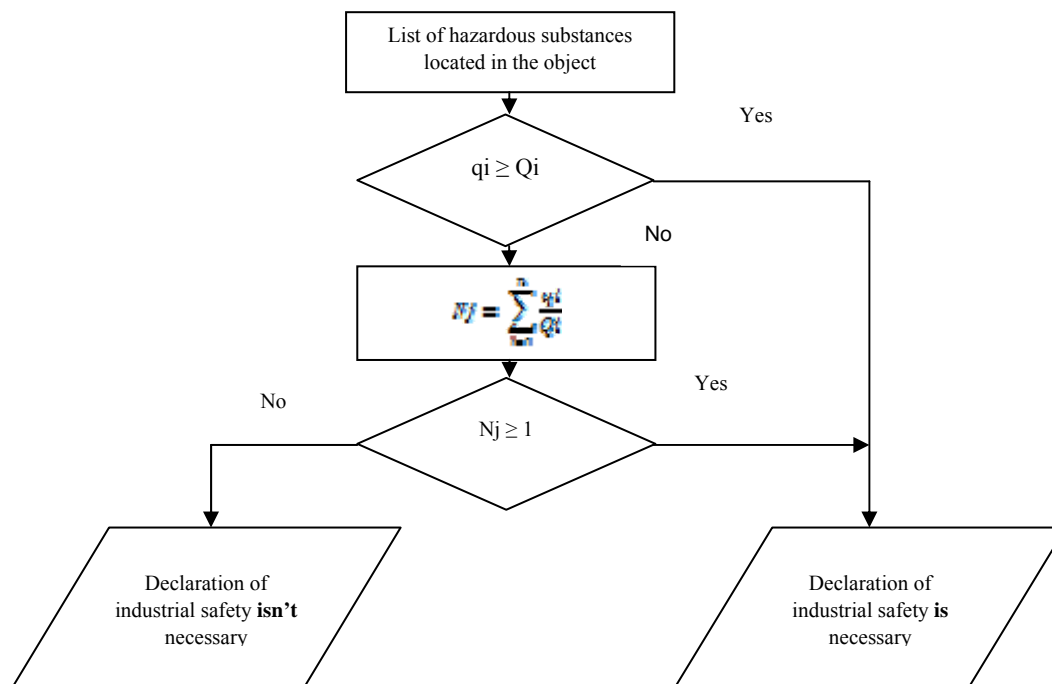 List of hazardous substances
located in the object
Yes
qi ≥ Qi
No
Nj =
Yes
No
Nj ≥ 1
Declaration of
industrial safety isn't
necessary
Declaration of
industrial safety is
necessary